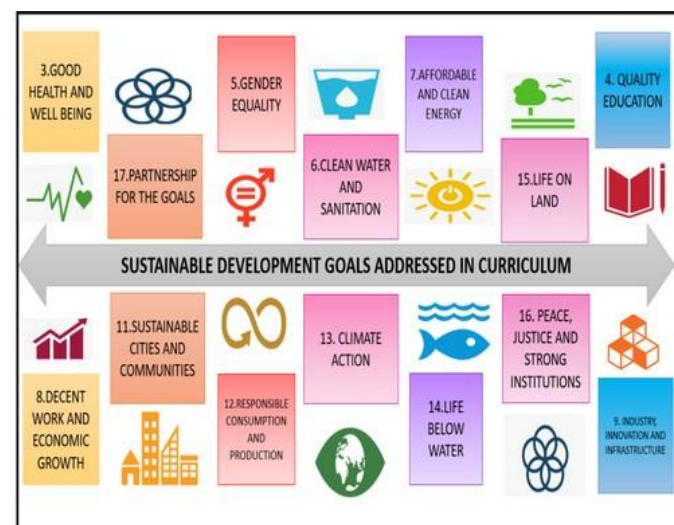 3.GOOD
HEALTH AND
WELL BEING
5.GENDER
EQUALITY
7.AFFORDABLE
AND CLEAN
ENERGY
4. QUALITY
EDUCATION
17.PARTNERSHIP
FOR THE GOALS
6.CLEAN WATER
AND
SANITATION
15.LIFE ON
LAND
SUSTAINABLE DEVELOPMENT GOALS ADDRESSED IN CURRICULUM
11.SUSTAINABLE
CITIES AND
COMMUNITIES
13. CLIMATE
ACTION
16. PEACE,
JUSTICE AND
STRONG
INSTITUTIONS
8.DECENT
WORK AND
ECONOMIC
GROWTH
12.RESPONSIBLE
CONSUMPTION
AND
PRODUCTION
14.LIFE
BELOW
WATER
9. INDUSTRY,
INNOVATION AND
INFRASTRUCTURE